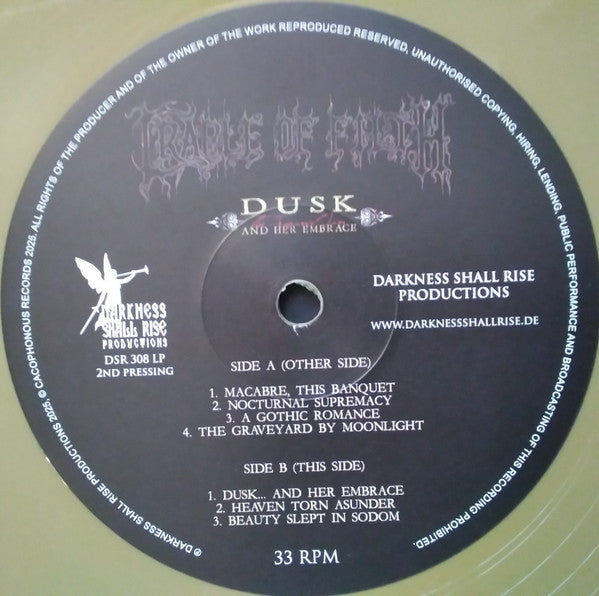 ℗ DARKNESS SHALL RISE PRODUCTIONS 2025. © CACOPHONOUS RECORDS 2025. ALL RIGHTS OF THE PRODUCER AND OF THE OWNER OF THE WORK REPRODUCED RESERVED. UNAUTHORISED COPYING, HIRING, LENDING, PUBLIC PERFORMANCE AND BROADCASTING OF THIS RECORDING PROHIBITED.
CRADLE OF FILTH
DUSK
AND HER EMBRACE
DARKNESS
SHALL RISE
PRODUCTIONS
DSR 308 LP
2ND PRESSING
DARKNESS SHALL RISE
PRODUCTIONS
WWW.DARKNESSSHALLRISE.DE
SIDE A (OTHER SIDE)
1. MACABRE, THIS BANQUET
2. NOCTURNAL SUPREMACY
3. A GOTHIC ROMANCE
4. THE GRAVEYARD BY MOONLIGHT
SIDE B (THIS SIDE)
1. DUSK... AND HER EMBRACE
2. HEAVEN TORN ASUNDER
3. BEAUTY SLEPT IN SODOM
33 RPM